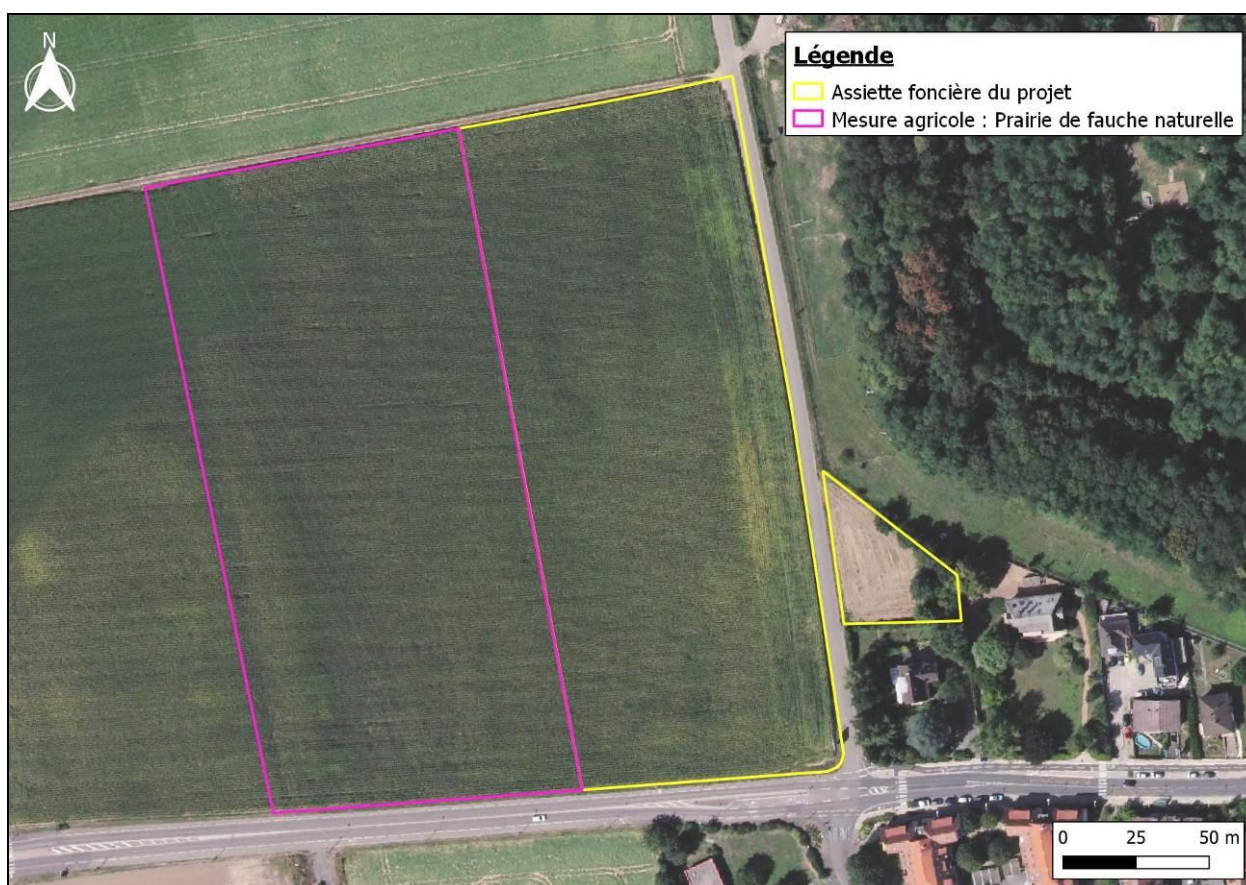 N
Légende
Assiette foncière du projet
Mesure agricole : Prairie de fauche naturelle
0 25 50 m